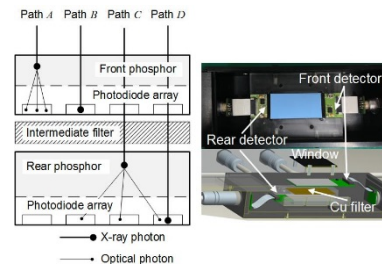 Path A Path B Path C Path D
Front phosphor
Photodiode array
Intermediate filter
Rear phosphor
Photodiode array
X-ray photon
Optical photon
Front detector
Rear detector
Window
Cu filter